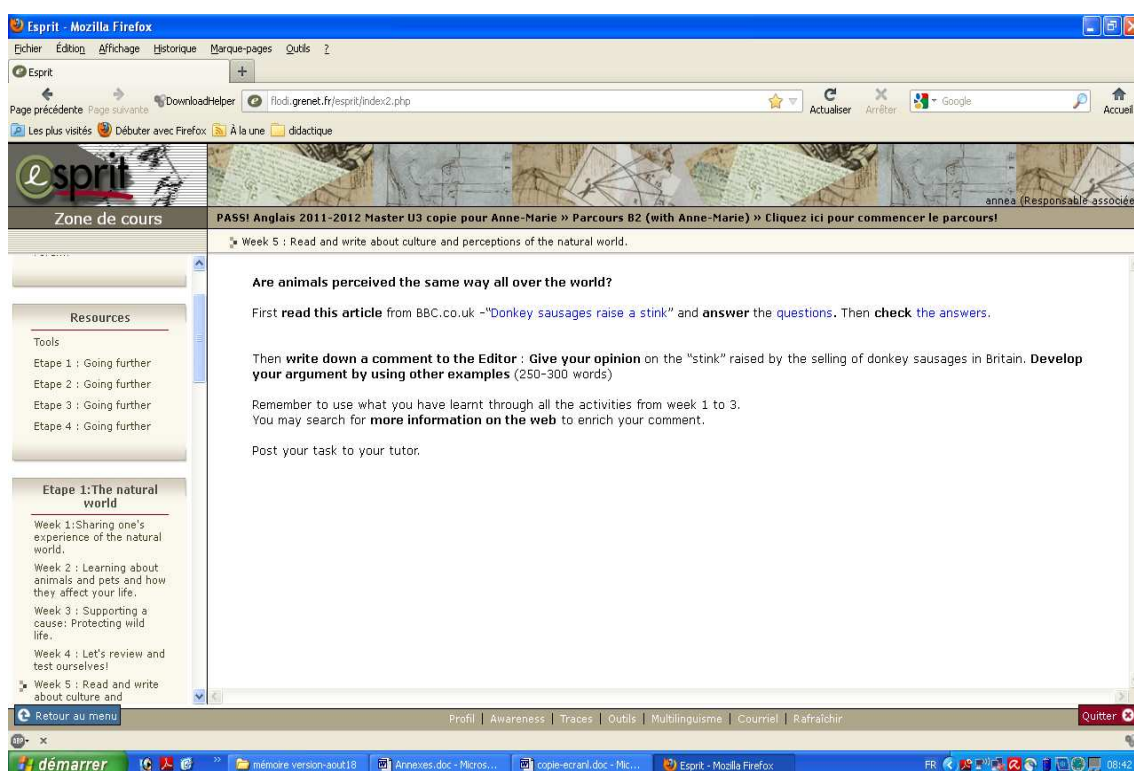 Esprit - Mozilla Firefox
Fichier Édition Affichage Historique Marque-pages Outils ?
Esprit
Page précédente Page suivante DownloadHelper flodi.grenet.fr/esprit/index2.php Actualiser Arrêter Google Accueil
Les plus visités Débuter avec Firefox À la une didactique
esprit
annea (Responsable associée
Zone de cours PASS! Anglais 2011-2012 Master U3 copie pour Anne-Marie » Parcours B2 (with Anne-Marie) » Cliquez ici pour commencer le parcours!
Week 5 : Read and write about culture and perceptions of the natural world.
Resources
Tools
Etape 1 : Going further
Etape 2 : Going further
Etape 3 : Going further
Etape 4 : Going further
Etape 1:The natural
world
Week 1:Sharing one's
experience of the natural
world.
Week 2 : Learning about
animals and pets and how
they affect your life.
Week 3 : Supporting a
cause: Protecting wild
life.
Week 4 : Let's review and
test ourselves!
Week 5 : Read and write
about culture and
Are animals perceived the same way all over the world?
First read this article from BBC.co.uk -"Donkey sausages raise a stink" and answer the questions. Then check the answers.
Then write down a comment to the Editor : Give your opinion on the "stink" raised by the selling of donkey sausages in Britain. Develop
your argument by using other examples (250-300 words)
Remember to use what you have learnt through all the activities from week 1 to 3.
You may search for more information on the web to enrich your comment.
Post your task to your tutor.
Retour au menu Profil | Awareness | Traces | Outils | Multilinguisme | Courriel | Rafraîchir Quitter
démarrer mémoire version-aout18 Annexes.doc - Micros... copie-ecranl.doc - Mic... Esprit - Mozilla Firefox FR 08:42